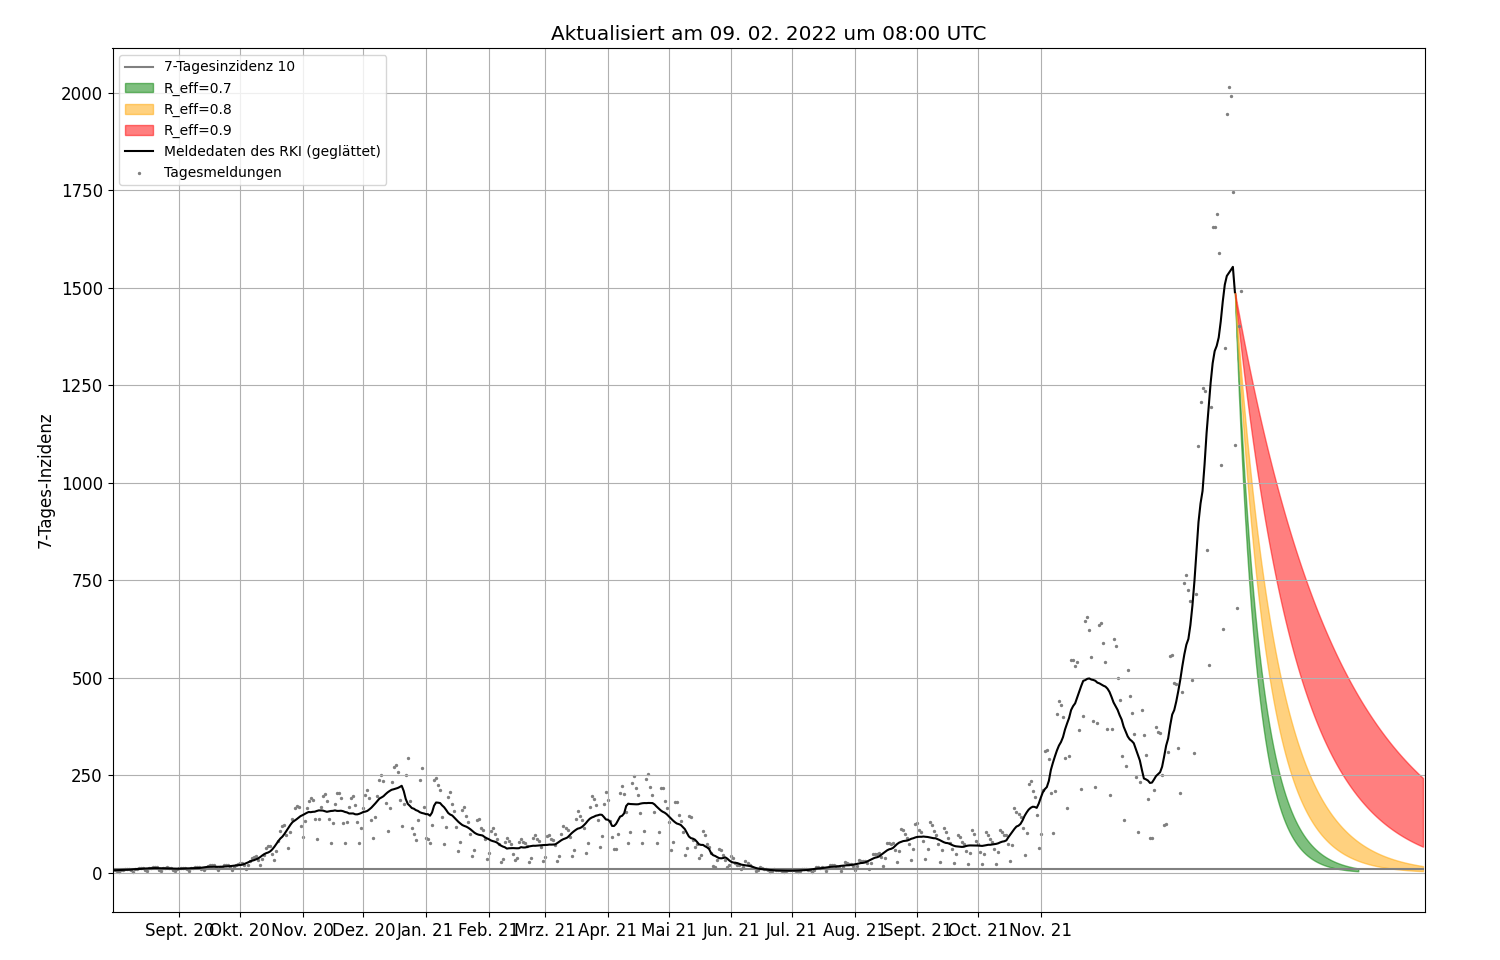 Aktualisiert am 09. 02. 2022 um 08:00 UTC
7-Tagesinzidenz 10
R_eff=0.7
R_eff=0.8
R_eff=0.9
Meldedaten des RKI (geglättet)
Tagesmeldungen
7-Tages-Inzidenz
2000
1750
1500
1250
1000
750
500
250
0
Sept. 20 Okt. 20 Nov. 20 Dez. 20 Jan. 21 Feb. 21 Mrz. 21 Apr. 21 Mai 21 Jun. 21 Jul. 21 Aug. 21 Sept. 21 Oct. 21 Nov. 21